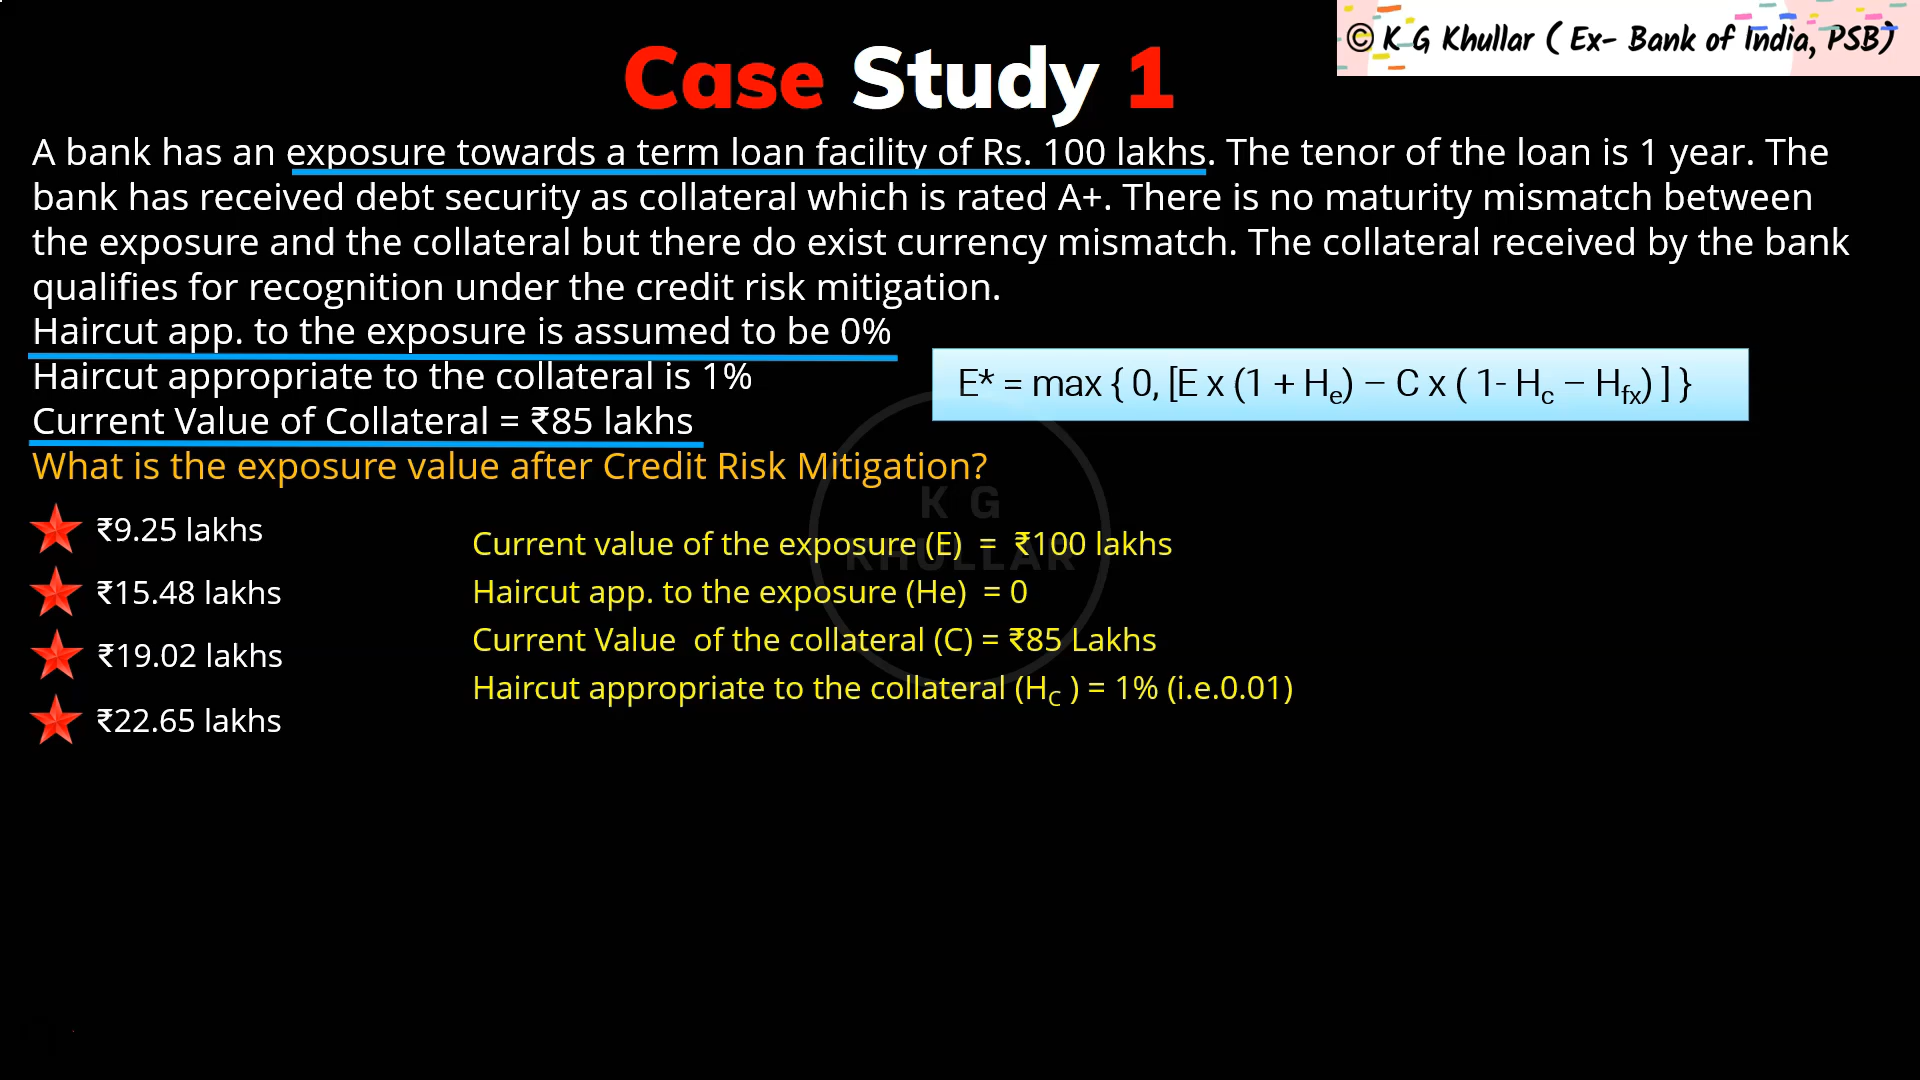 © K G Khullar ( Ex- Bank of India, PSB)
Case Study 1
A bank has an exposure towards a term loan facility of Rs. 100 lakhs. The tenor of the loan is 1 year. The
bank has received debt security as collateral which is rated A+. There is no maturity mismatch between
the exposure and the collateral but there do exist currency mismatch. The collateral received by the bank
qualifies for recognition under the credit risk mitigation.
Haircut app. to the exposure is assumed to be 0%
Haircut appropriate to the collateral is 1%
E* = max { 0, [E x (1 + He) – C x ( 1- Hc – Hfx) ] }
Current Value of Collateral = ₹85 lakhs
What is the exposure value after Credit Risk Mitigation?
₹9.25 lakhs
₹15.48 lakhs
₹19.02 lakhs
₹22.65 lakhs
K G
KHULLAR
Current value of the exposure (E) = ₹100 lakhs
Haircut app. to the exposure (He) = 0
Current Value of the collateral (C) = ₹85 Lakhs
Haircut appropriate to the collateral (HC ) = 1% (i.e.0.01)